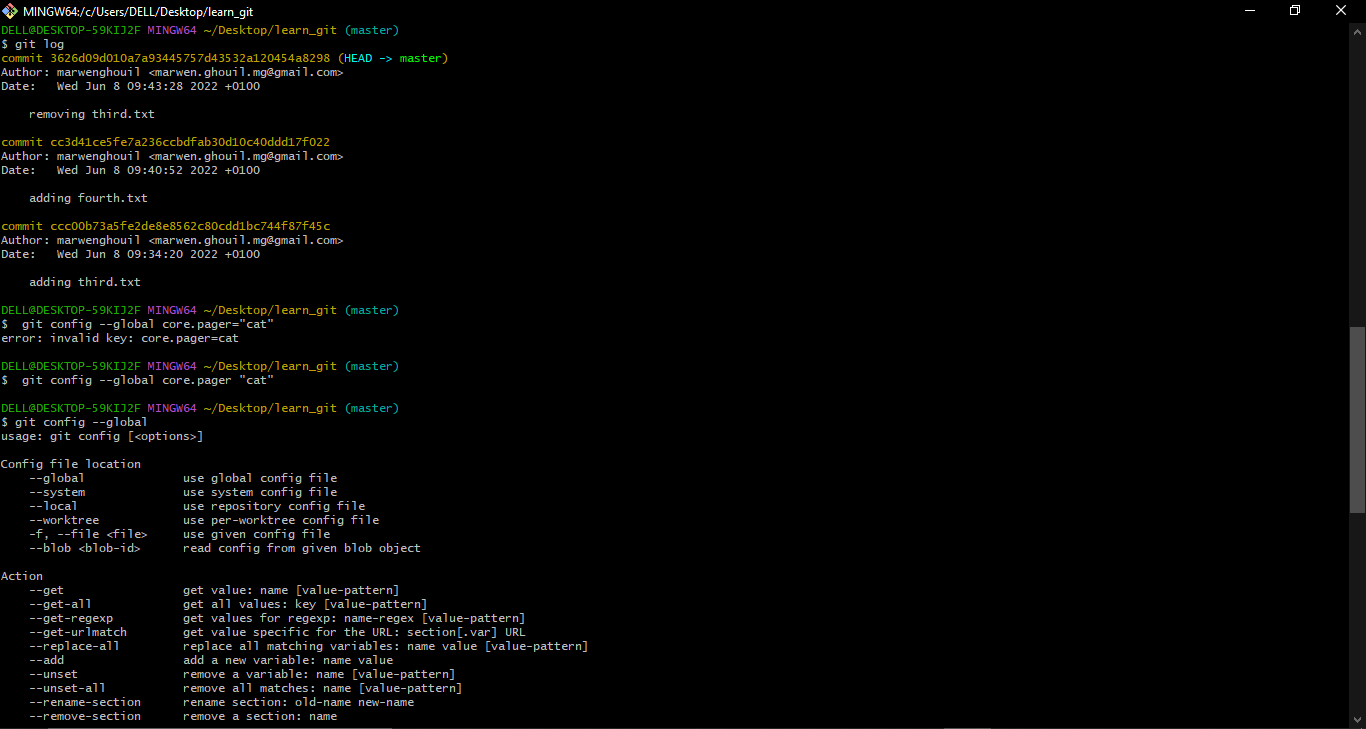 MINGW64:/c/Users/DELL/Desktop/learn_git
DELL@DESKTOP-59KIJ2F MINGW64 ~/Desktop/learn_git (master)
$ git log
commit 3626d09d010a7a93445757d43532a120454a8298 (HEAD -> master)
Author: marwenghouil <marwen.ghouil.mg@gmail.com>
Date:   Wed Jun 8 09:43:28 2022 +0100
    removing third.txt
commit cc3d41ce5fe7a236ccbdfab30d10c40ddd17f022
Author: marwenghouil <marwen.ghouil.mg@gmail.com>
Date:   Wed Jun 8 09:40:52 2022 +0100
    adding fourth.txt
commit ccc00b73a5fe2de8e8562c80cdd1bc744f87f45c
Author: marwenghouil <marwen.ghouil.mg@gmail.com>
Date:   Wed Jun 8 09:34:20 2022 +0100
    adding third.txt
DELL@DESKTOP-59KIJ2F MINGW64 ~/Desktop/learn_git (master)
$  git config --global core.pager="cat"
error: invalid key: core.pager=cat
DELL@DESKTOP-59KIJ2F MINGW64 ~/Desktop/learn_git (master)
$  git config --global core.pager "cat"
DELL@DESKTOP-59KIJ2F MINGW64 ~/Desktop/learn_git (master)
$ git config --global
usage: git config [<options>]
Config file location
    --global              use global config file
    --system              use system config file
    --local               use repository config file
    --worktree            use per-worktree config file
    -f, --file <file>     use given config file
    --blob <blob-id>      read config from given blob object
Action
    --get                 get value: name [value-pattern]
    --get-all             get all values: key [value-pattern]
    --get-regexp          get values for regexp: name-regex [value-pattern]
    --get-urlmatch        get value specific for the URL: section[.var] URL
    --replace-all         replace all matching variables: name value [value-pattern]
    --add                 add a new variable: name value
    --unset               remove a variable: name [value-pattern]
    --unset-all           remove all matches: name [value-pattern]
    --rename-section      rename section: old-name new-name
    --remove-section      remove a section: name